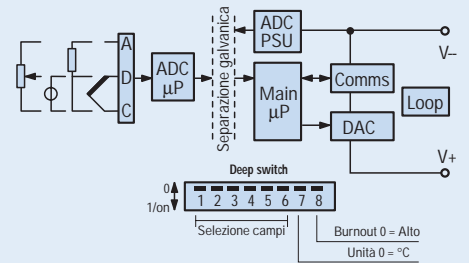 A
D
C
ADC
µP
Separazione galvanica
ADC
PSU
Main
µP
Comms
DAC
Loop
V–
V+
Deep switch
0
1/on
1 2 3 4 5 6 7 8
Selezione campi
Burnout 0 = Alto
Unità 0 = °C